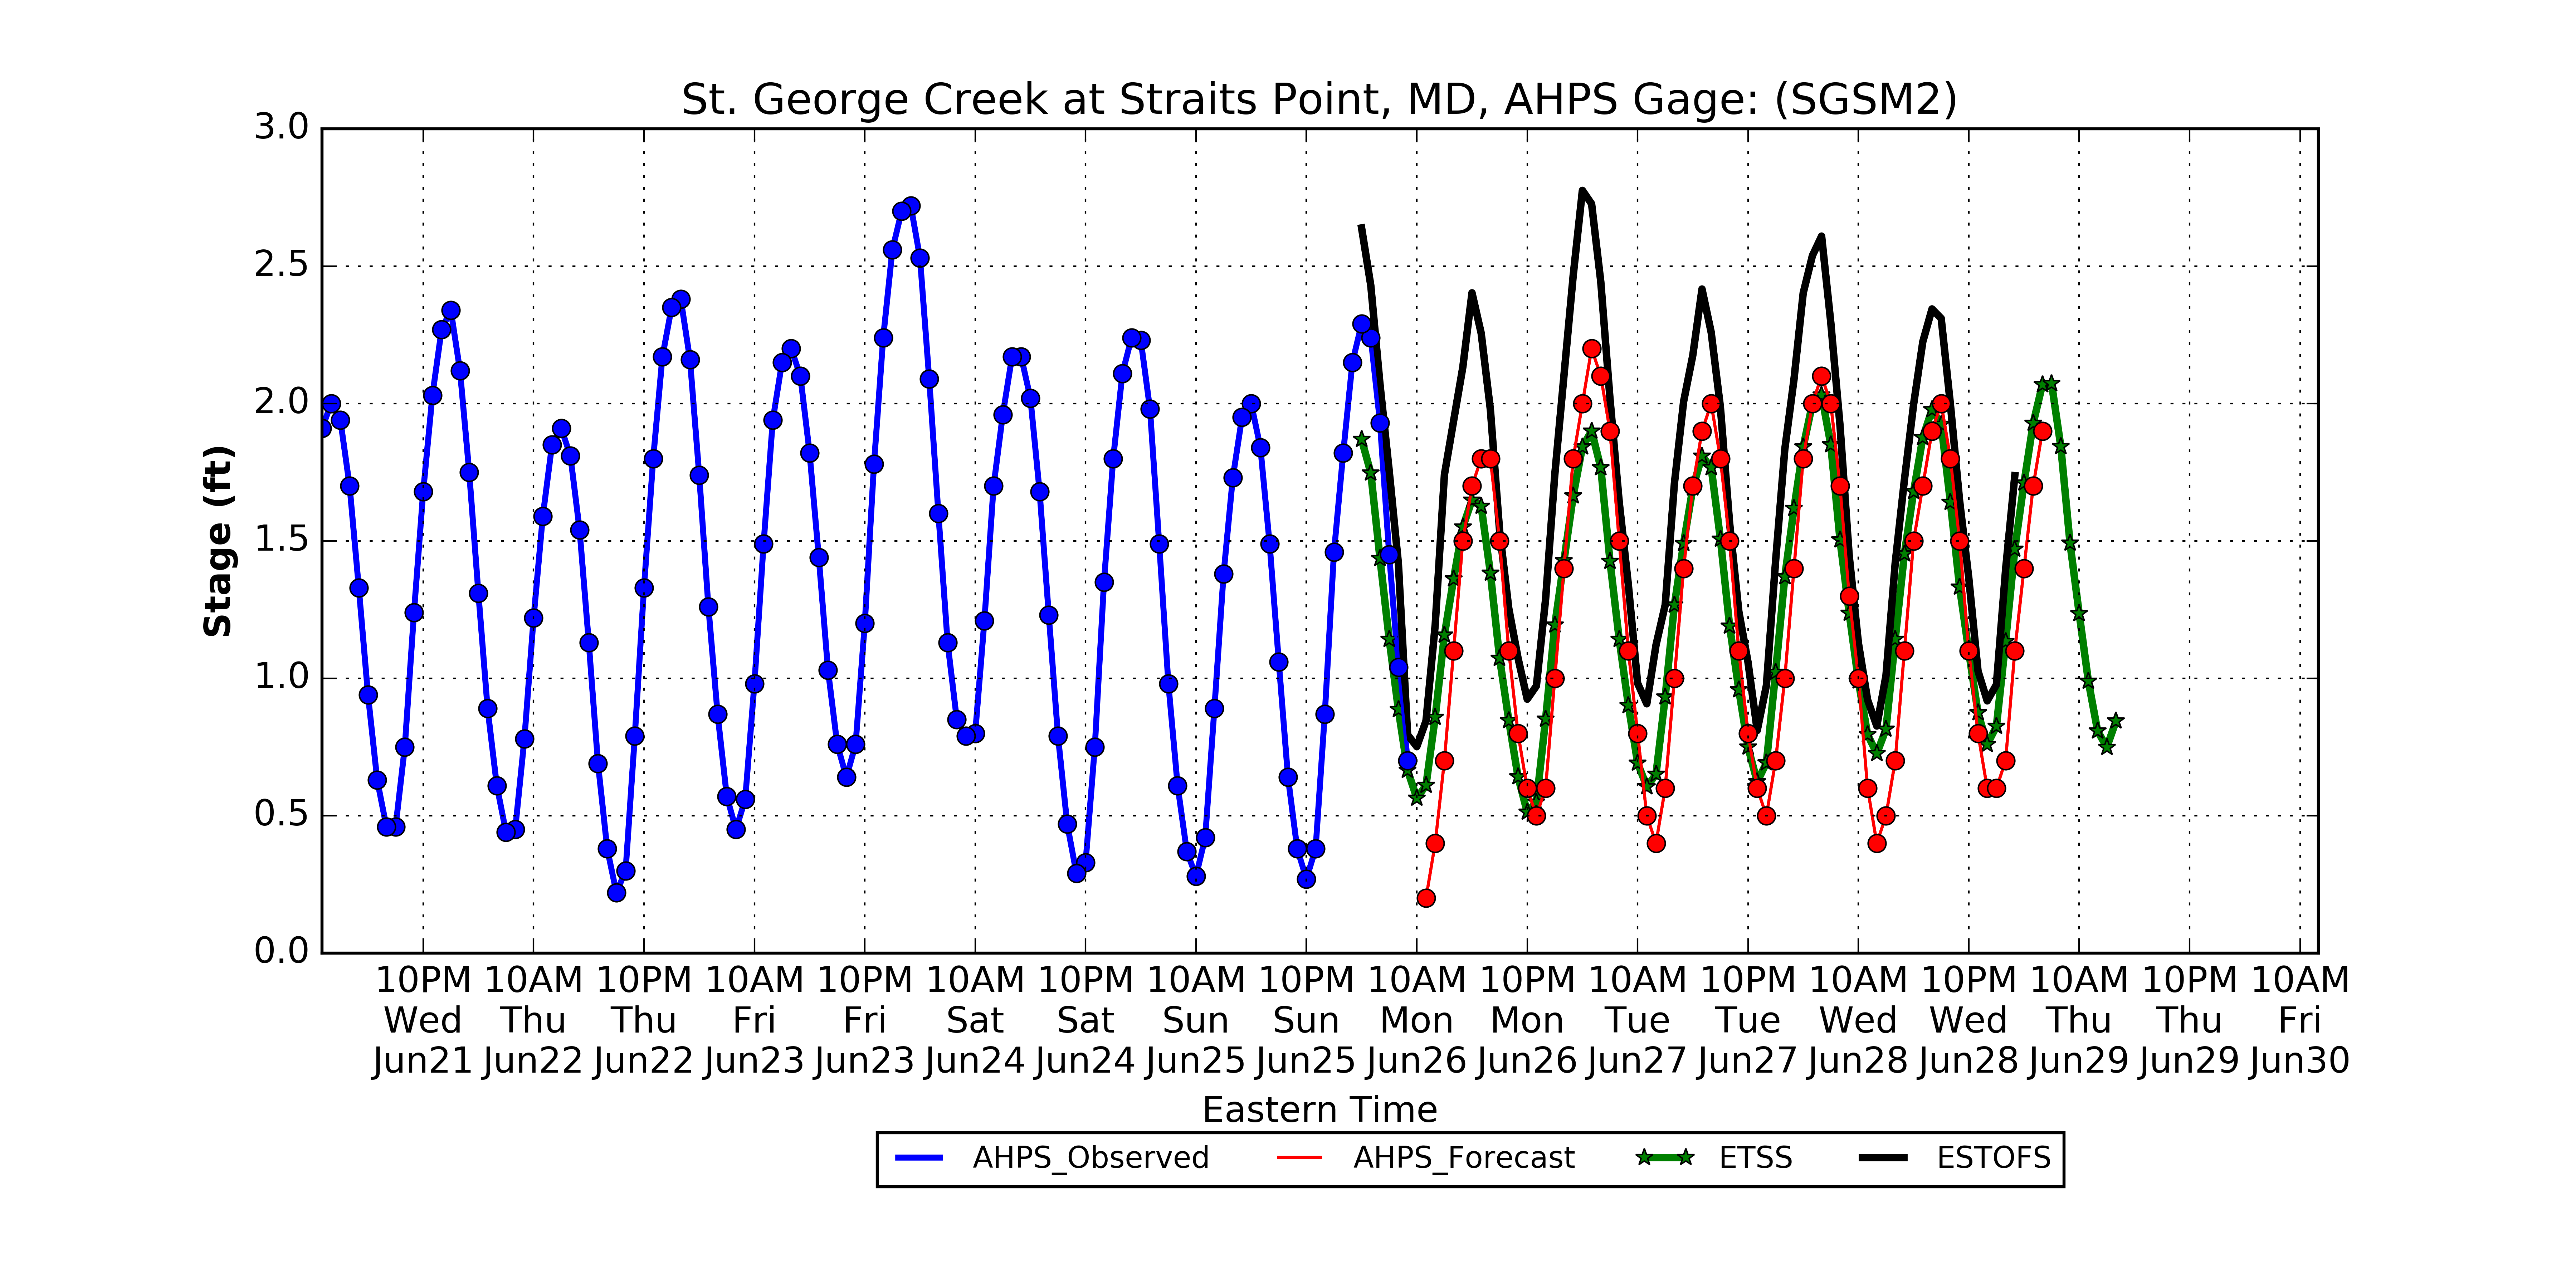 St. George Creek at Straits Point, MD, AHPS Gage: (SGSM2)
3.0
2.5
2.0
1.5
1.0
0.5
0.0
Stage (ft)
10PM 10AM 10PM 10AM 10PM 10AM 10PM 10AM 10PM 10AM 10PM 10AM 10PM 10AM 10PM 10AM 10PM 10AM
Wed Thu Thu Fri Fri Sat Sat Sun Sun Mon Mon Tue Tue Wed Wed Thu Thu Fri
Jun21 Jun22 Jun22 Jun23 Jun23 Jun24 Jun24 Jun25 Jun25 Jun26 Jun26 Jun27 Jun27 Jun28 Jun28 Jun29 Jun29 Jun30
Eastern Time
AHPS_Observed AHPS_Forecast ETSS ESTOFS